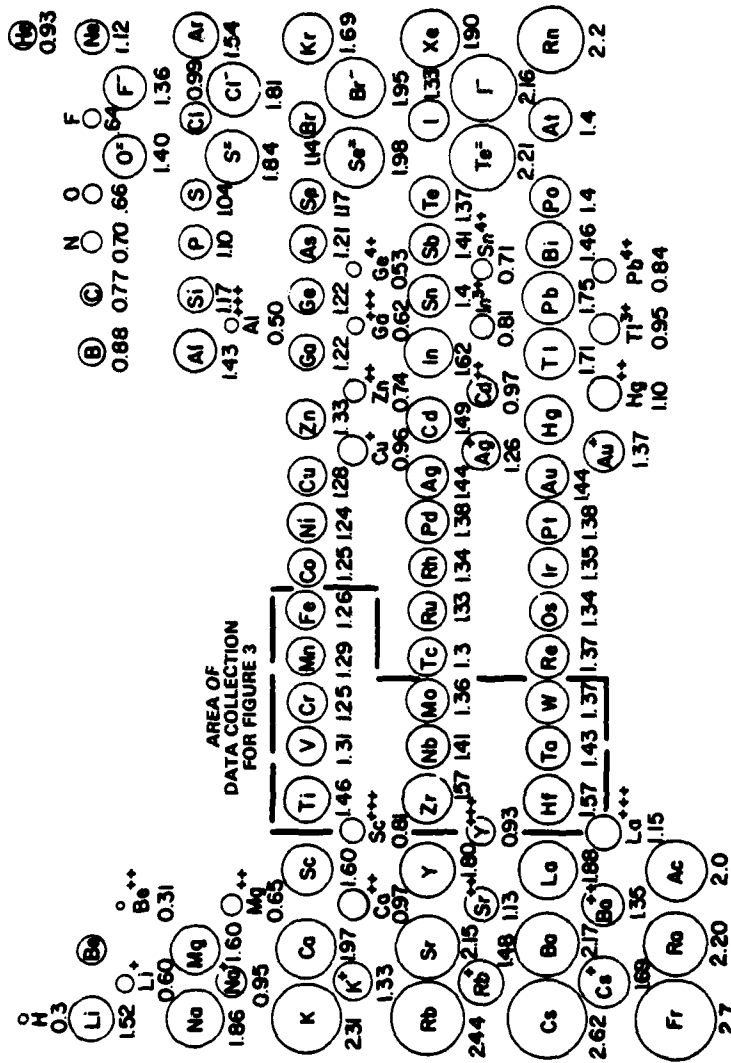 H He
0.3 0.93
N O F
Li Be B C Ne
1.52 Li⁺ Be⁺⁺ 0.88 0.77 0.70 .66 O⁼ .64 F⁻ 1.12
0.60 0.31 1.40 1.36
Na Mg Al Si P S Cl Ar
1.86 Na⁺ 1.60 Mg⁺⁺ 1.43 Al⁺⁺⁺ 1.17 1.10 1.04 S⁼ 0.99 Cl⁻ 1.54
0.95 0.65 0.50 1.84 1.81
AREA OF
DATA COLLECTION
FOR FIGURE 3
K Ca Sc Ti V Cr Mn Fe Co Ni Cu Zn Ga Ge As Se Br Kr
2.31 1.97 1.60 1.46 1.31 1.25 1.29 1.26 1.25 1.24 1.28 1.33 1.22 1.22 1.21 1.17 1.14 1.69
K⁺ Ca⁺⁺ Sc⁺⁺⁺ Cu⁺ Zn⁺⁺ Ga⁺⁺⁺ Ge⁴⁺ Se⁼ Br⁻
1.33 0.97 0.81 0.96 0.74 0.62 0.53 1.98 1.95
Rb Sr Y Zr Nb Mo Tc Ru Rh Pd Ag Cd In Sn Sb Te I Xe
2.44 2.15 1.80 1.57 1.41 1.36 1.3 1.33 1.34 1.38 1.44 1.49 1.62 1.4 1.41 1.37 1.33 1.90
Rb⁺ Sr⁺⁺ Y⁺⁺⁺ Ag⁺ Cd⁺⁺ In³⁺ Sn⁴⁺ Te⁼ I⁻
1.48 1.13 0.93 1.26 0.97 0.81 0.71 2.21 2.16
Cs Ba La Hf Ta W Re Os Ir Pt Au Hg Tl Pb Bi Po At Rn
2.62 2.17 1.88 1.57 1.43 1.37 1.37 1.34 1.35 1.38 1.44 1.71 1.75 1.46 1.4 1.4 2.2
Cs⁺ Ba⁺⁺ La⁺⁺⁺ Au⁺ Hg⁺⁺ Tl³⁺ Pb⁴⁺
1.69 1.35 1.15 1.37 1.10 0.95 0.84
Fr Ra Ac
2.7 2.20 2.0